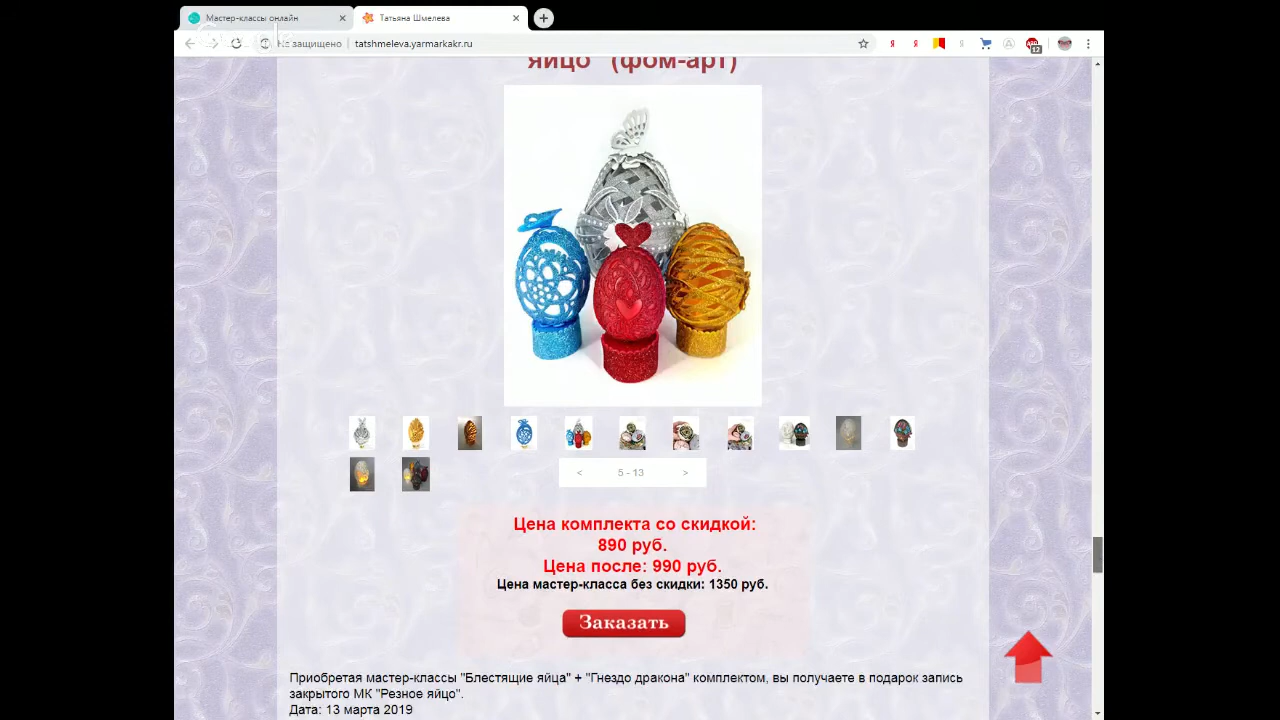 Мастер-классы онлайн
Татьяна Шмелева
Не защищено
tatshmeleva.yarmarkakr.ru
12
яйцо (фом-арт)
< 5 - 13 >
Цена комплекта со скидкой:
890 руб.
Цена после: 990 руб.
Цена мастер-класса без скидки: 1350 руб.
Заказать
Приобретая мастер-классы "Блестящие яйца" + "Гнездо дракона" комплектом, вы получаете в подарок запись
закрытого МК "Резное яйцо".
Дата: 13 марта 2019